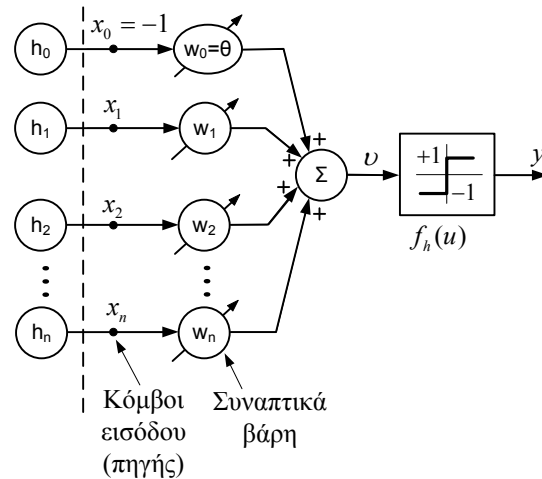 h₀ x₀ = −1 w₀=θ
h₁ x₁ w₁
+ + + +
Σ υ +1 −1 y
h₂ x₂ w₂
f_h(u)
hₙ xₙ wₙ
Κόμβοι
εισόδου
(πηγής)
Συναπτικά
βάρη